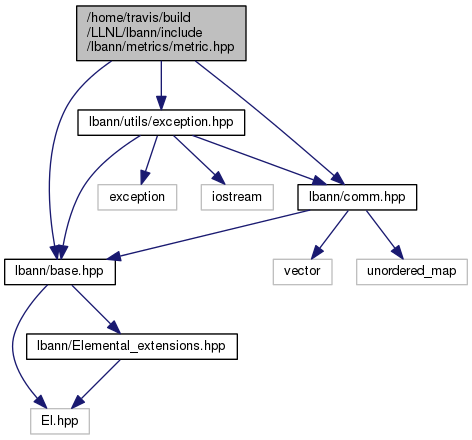 /home/travis/build
/LLNL/lbann/include
/lbann/metrics/metric.hpp
lbann/utils/exception.hpp
exception
iostream
lbann/comm.hpp
lbann/base.hpp
vector
unordered_map
lbann/Elemental_extensions.hpp
El.hpp